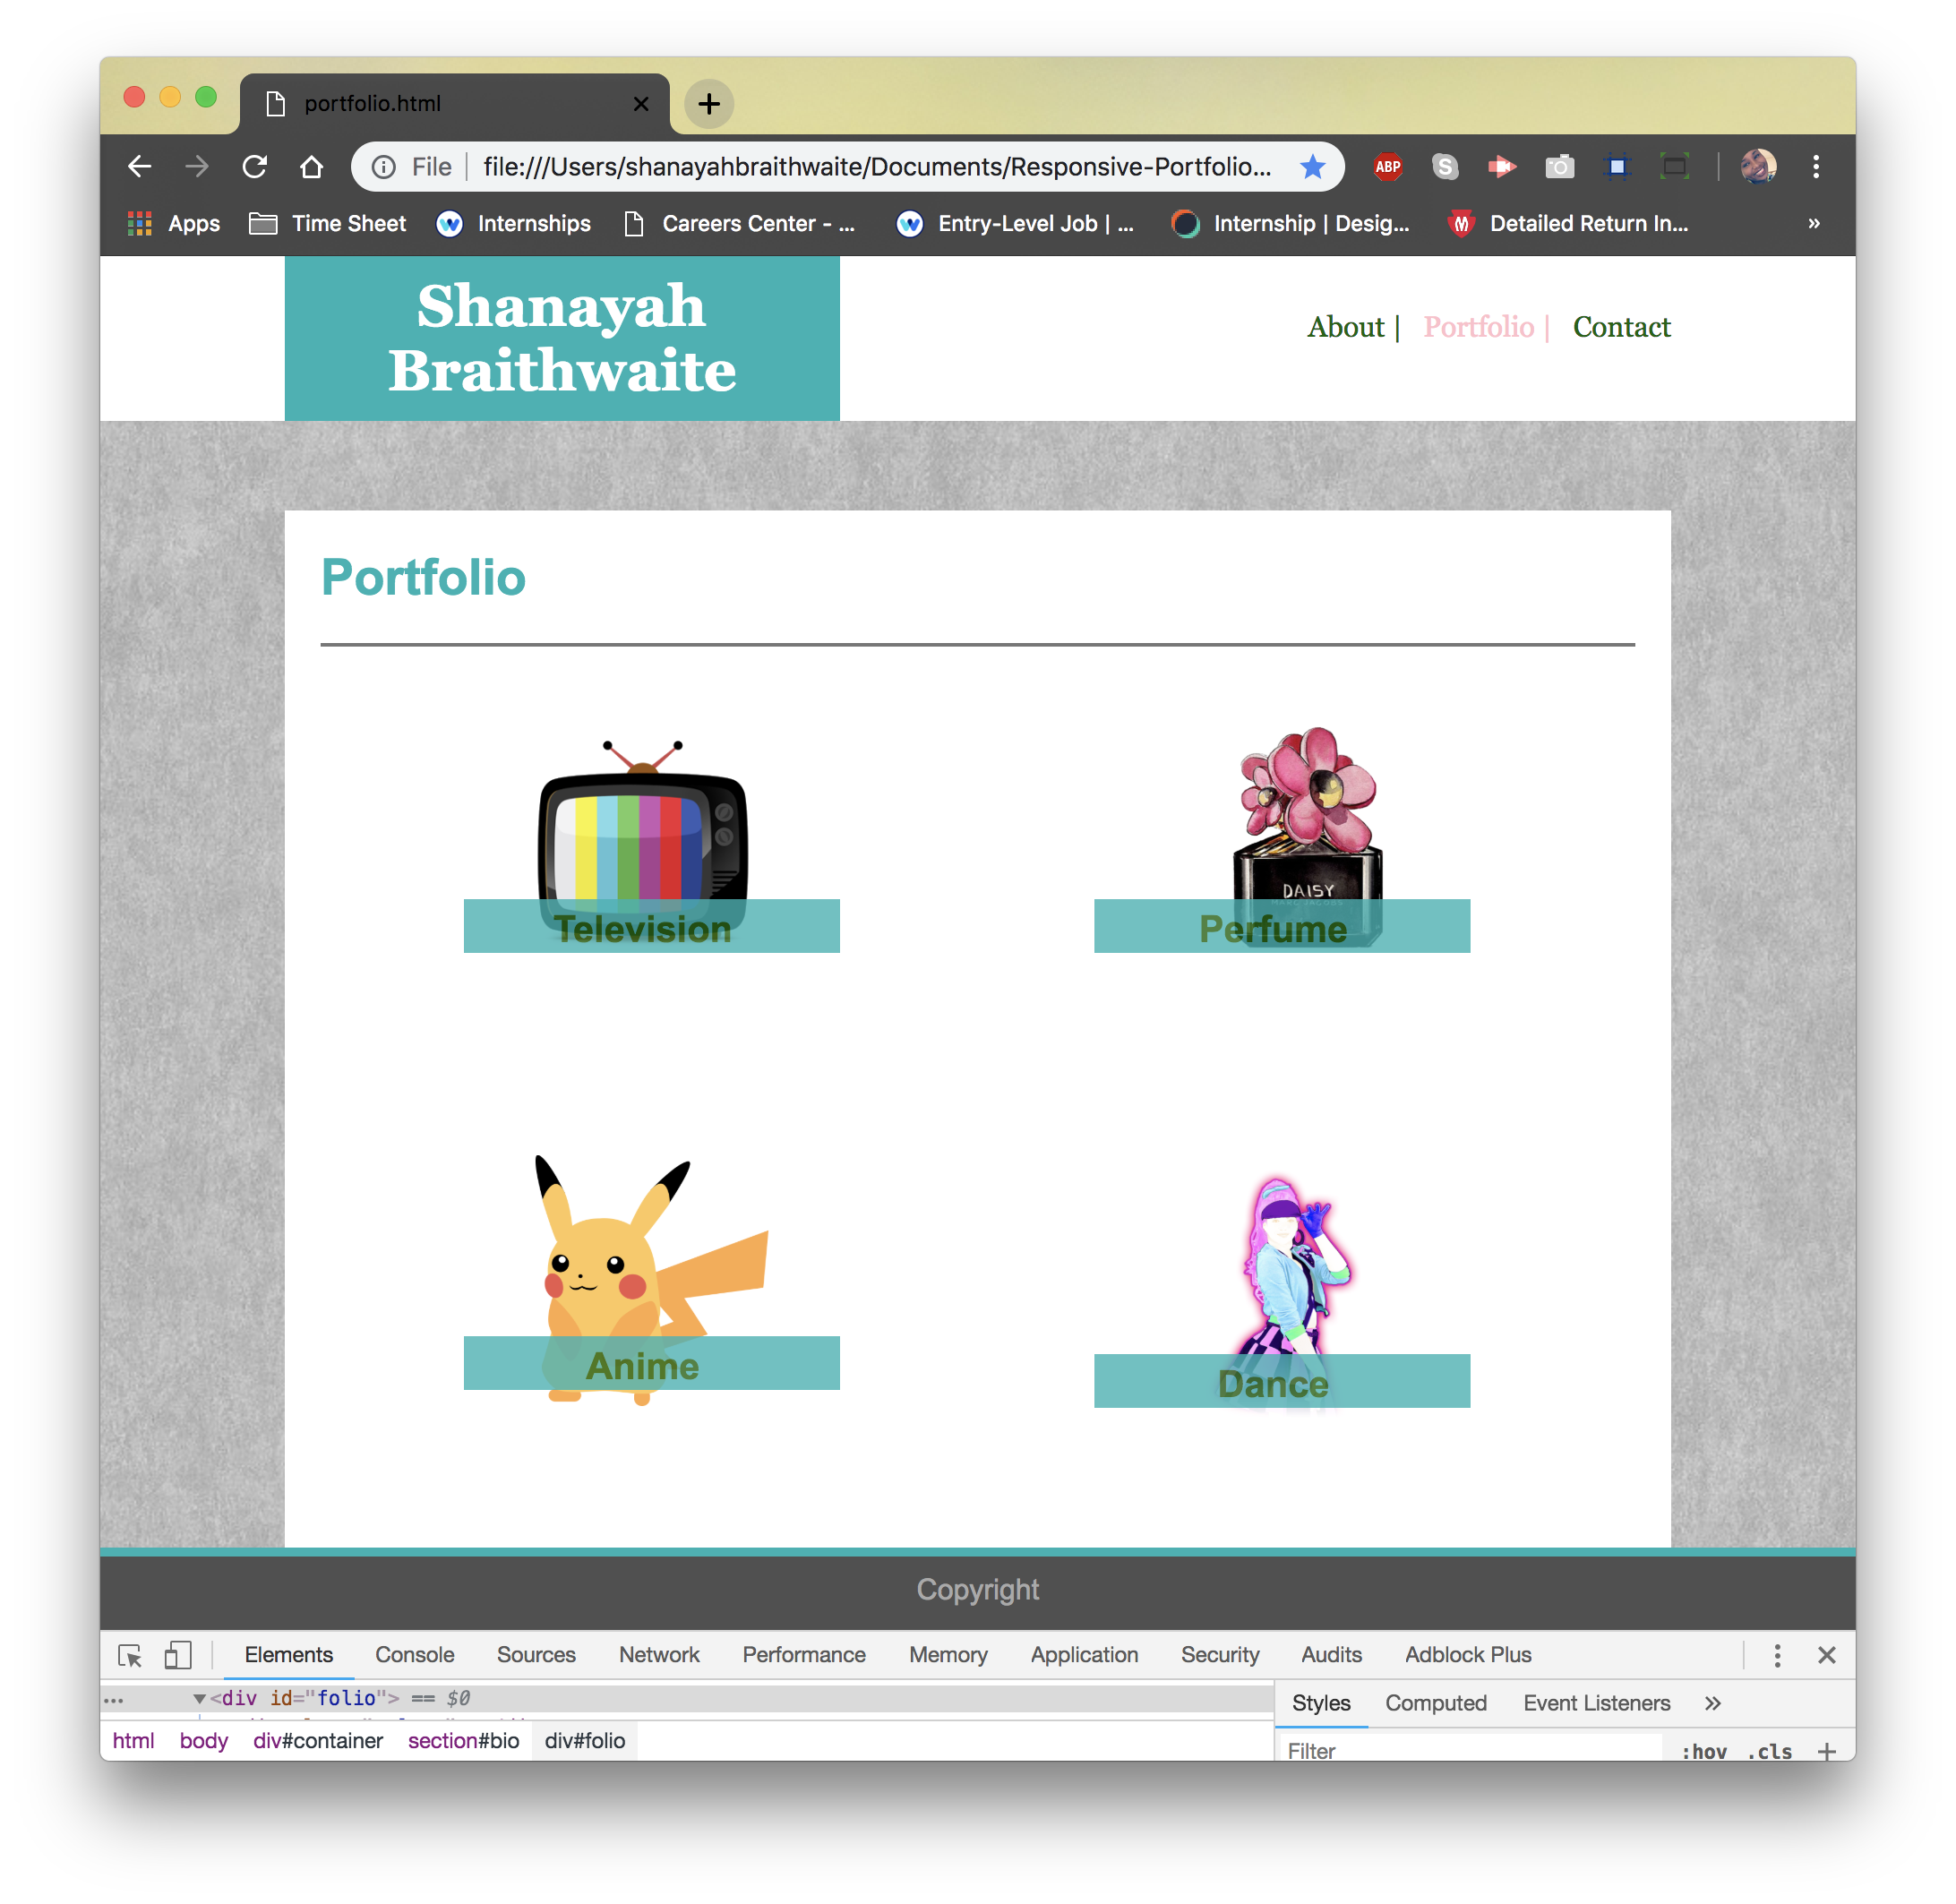 portfolio.html
File
file:///Users/shanayahbraithwaite/Documents/Responsive-Portfolio...
ABP
S
Apps
Time Sheet
Internships
Careers Center - ...
Entry-Level Job | ...
Internship | Desig...
Detailed Return In...
»
Shanayah
Braithwaite
About | Portfolio | Contact
Portfolio
DAISY
Television
Perfume
Anime
Dance
Copyright
Elements Console Sources Network Performance Memory Application Security Audits Adblock Plus
<div id="folio"> == $0
Styles Computed Event Listeners »
html body div#container section#bio div#folio
Filter :hov .cls +